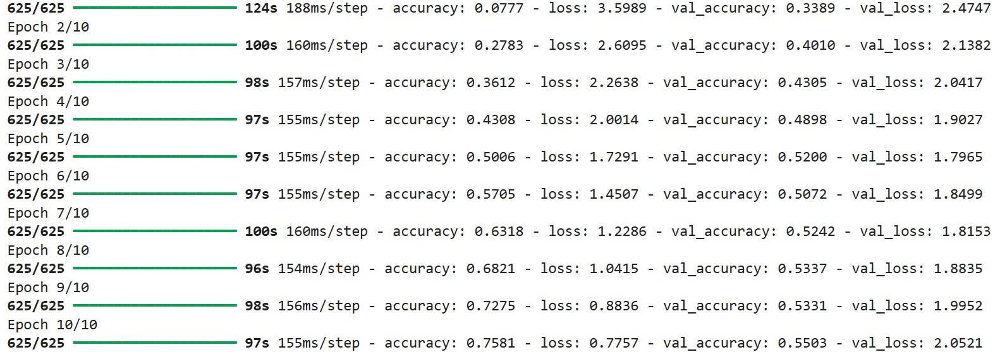 625/625 ━━━━━━━━━━━━━━━━━━━━ 124s 188ms/step - accuracy: 0.0777 - loss: 3.5989 - val_accuracy: 0.3389 - val_loss: 2.4747
Epoch 2/10
625/625 ━━━━━━━━━━━━━━━━━━━━ 100s 160ms/step - accuracy: 0.2783 - loss: 2.6095 - val_accuracy: 0.4010 - val_loss: 2.1382
Epoch 3/10
625/625 ━━━━━━━━━━━━━━━━━━━━ 98s 157ms/step - accuracy: 0.3612 - loss: 2.2638 - val_accuracy: 0.4305 - val_loss: 2.0417
Epoch 4/10
625/625 ━━━━━━━━━━━━━━━━━━━━ 97s 155ms/step - accuracy: 0.4308 - loss: 2.0014 - val_accuracy: 0.4898 - val_loss: 1.9027
Epoch 5/10
625/625 ━━━━━━━━━━━━━━━━━━━━ 97s 155ms/step - accuracy: 0.5006 - loss: 1.7291 - val_accuracy: 0.5200 - val_loss: 1.7965
Epoch 6/10
625/625 ━━━━━━━━━━━━━━━━━━━━ 97s 155ms/step - accuracy: 0.5705 - loss: 1.4507 - val_accuracy: 0.5072 - val_loss: 1.8499
Epoch 7/10
625/625 ━━━━━━━━━━━━━━━━━━━━ 100s 160ms/step - accuracy: 0.6318 - loss: 1.2286 - val_accuracy: 0.5242 - val_loss: 1.8153
Epoch 8/10
625/625 ━━━━━━━━━━━━━━━━━━━━ 96s 154ms/step - accuracy: 0.6821 - loss: 1.0415 - val_accuracy: 0.5337 - val_loss: 1.8835
Epoch 9/10
625/625 ━━━━━━━━━━━━━━━━━━━━ 98s 156ms/step - accuracy: 0.7275 - loss: 0.8836 - val_accuracy: 0.5331 - val_loss: 1.9952
Epoch 10/10
625/625 ━━━━━━━━━━━━━━━━━━━━ 97s 155ms/step - accuracy: 0.7581 - loss: 0.7757 - val_accuracy: 0.5503 - val_loss: 2.0521